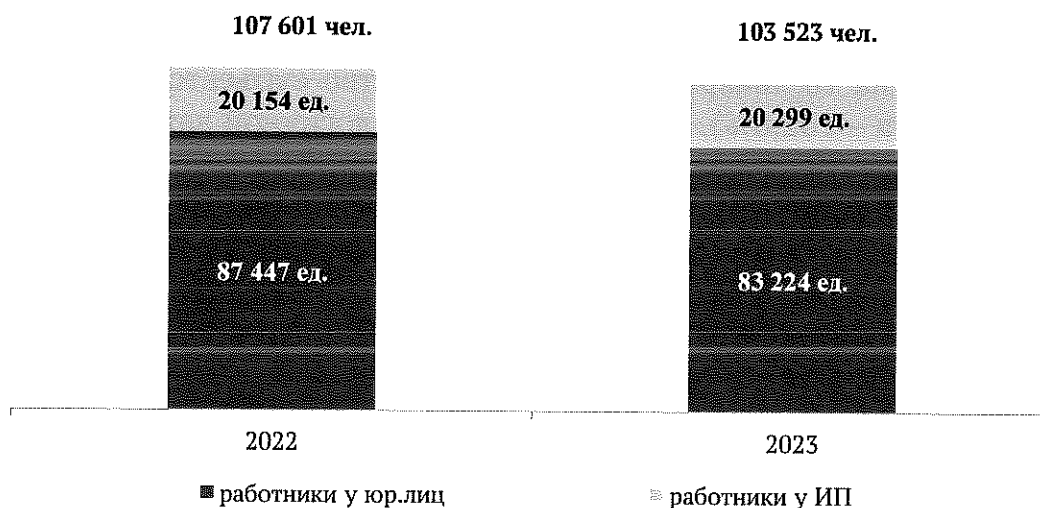 107 601 чел.
103 523 чел.
20 154 ед.
20 299 ед.
87 447 ед.
83 224 ед.
2022
2023
работники у юр.лиц
работники у ИП